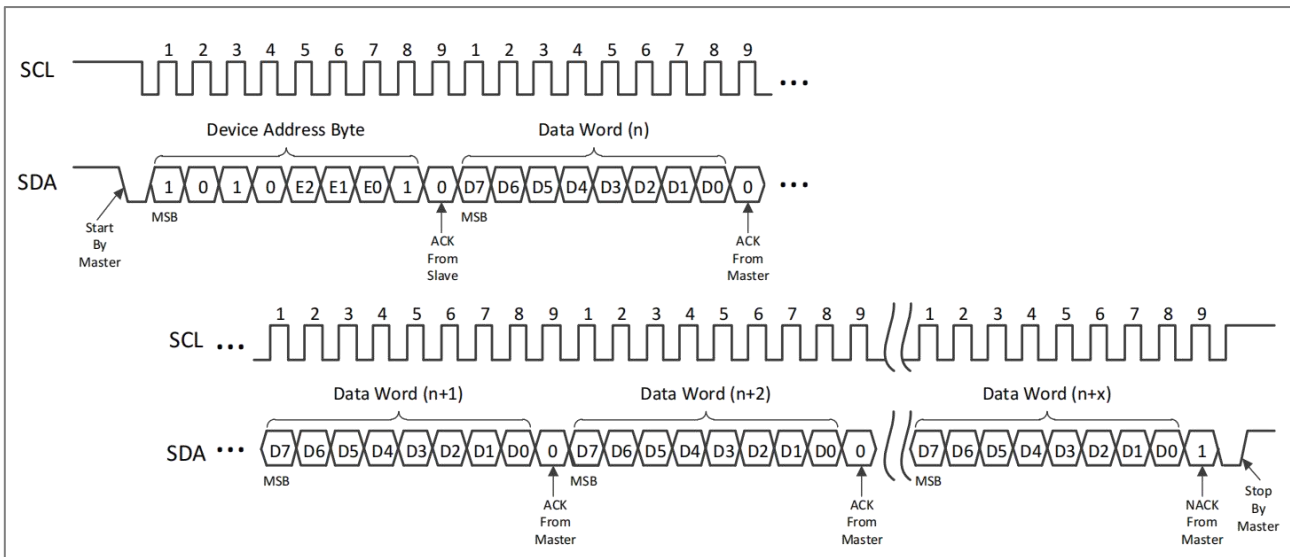 1 2 3 4 5 6 7 8 9 1 2 3 4 5 6 7 8 9
SCL ...
Device Address Byte Data Word (n)
SDA 1 0 1 0 E2 E1 E0 1 0 D7 D6 D5 D4 D3 D2 D1 D0 0 ...
MSB MSB
Start
By
Master
ACK
From
Slave
ACK
From
Master
1 2 3 4 5 6 7 8 9 1 2 3 4 5 6 7 8 9 1 2 3 4 5 6 7 8 9
SCL ...
Data Word (n+1) Data Word (n+2) Data Word (n+x)
SDA ... D7 D6 D5 D4 D3 D2 D1 D0 0 D7 D6 D5 D4 D3 D2 D1 D0 0 D7 D6 D5 D4 D3 D2 D1 D0 1
MSB MSB MSB
ACK
From
Master
ACK
From
Master
NACK
From
Master
Stop
By
Master